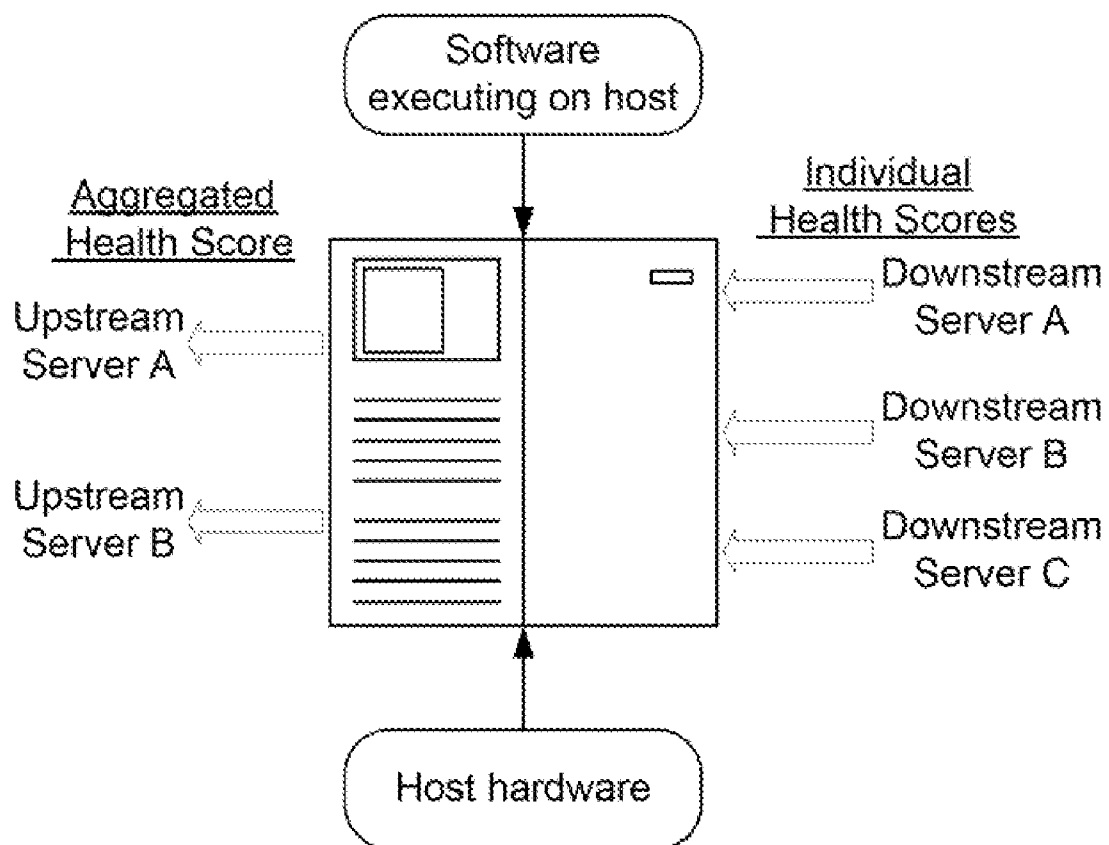 Software
executing on host
Aggregated
Health Score
Individual
Health Scores
Upstream
Server A
Upstream
Server B
Downstream
Server A
Downstream
Server B
Downstream
Server C
Host hardware